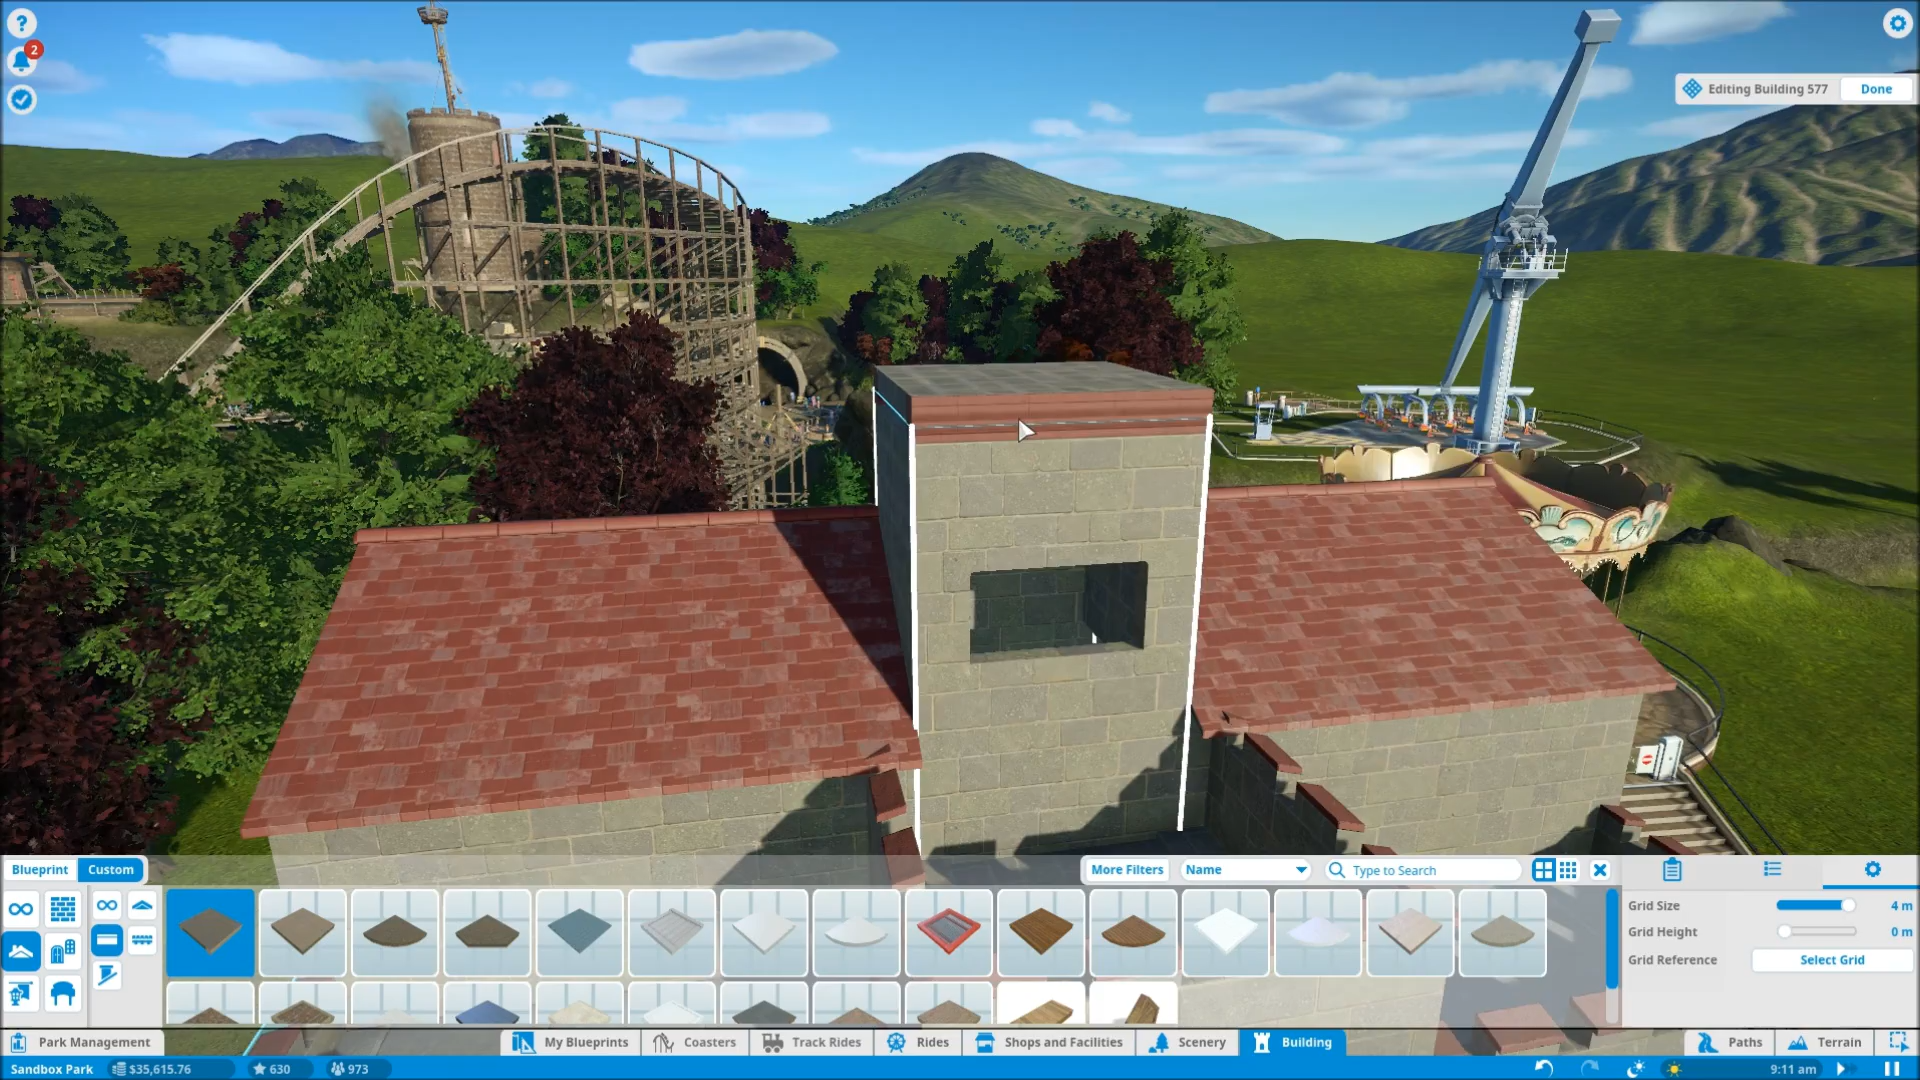 ?
2
Editing Building 577
Done
Blueprint
Custom
More Filters
Name
Type to Search
Grid Size
4 m
Grid Height
0 m
Grid Reference
Select Grid
Park Management
My Blueprints
Coasters
Track Rides
Rides
Shops and Facilities
Scenery
Building
Paths
Terrain
Sandbox Park
$35,615.76
630
973
9:11 am